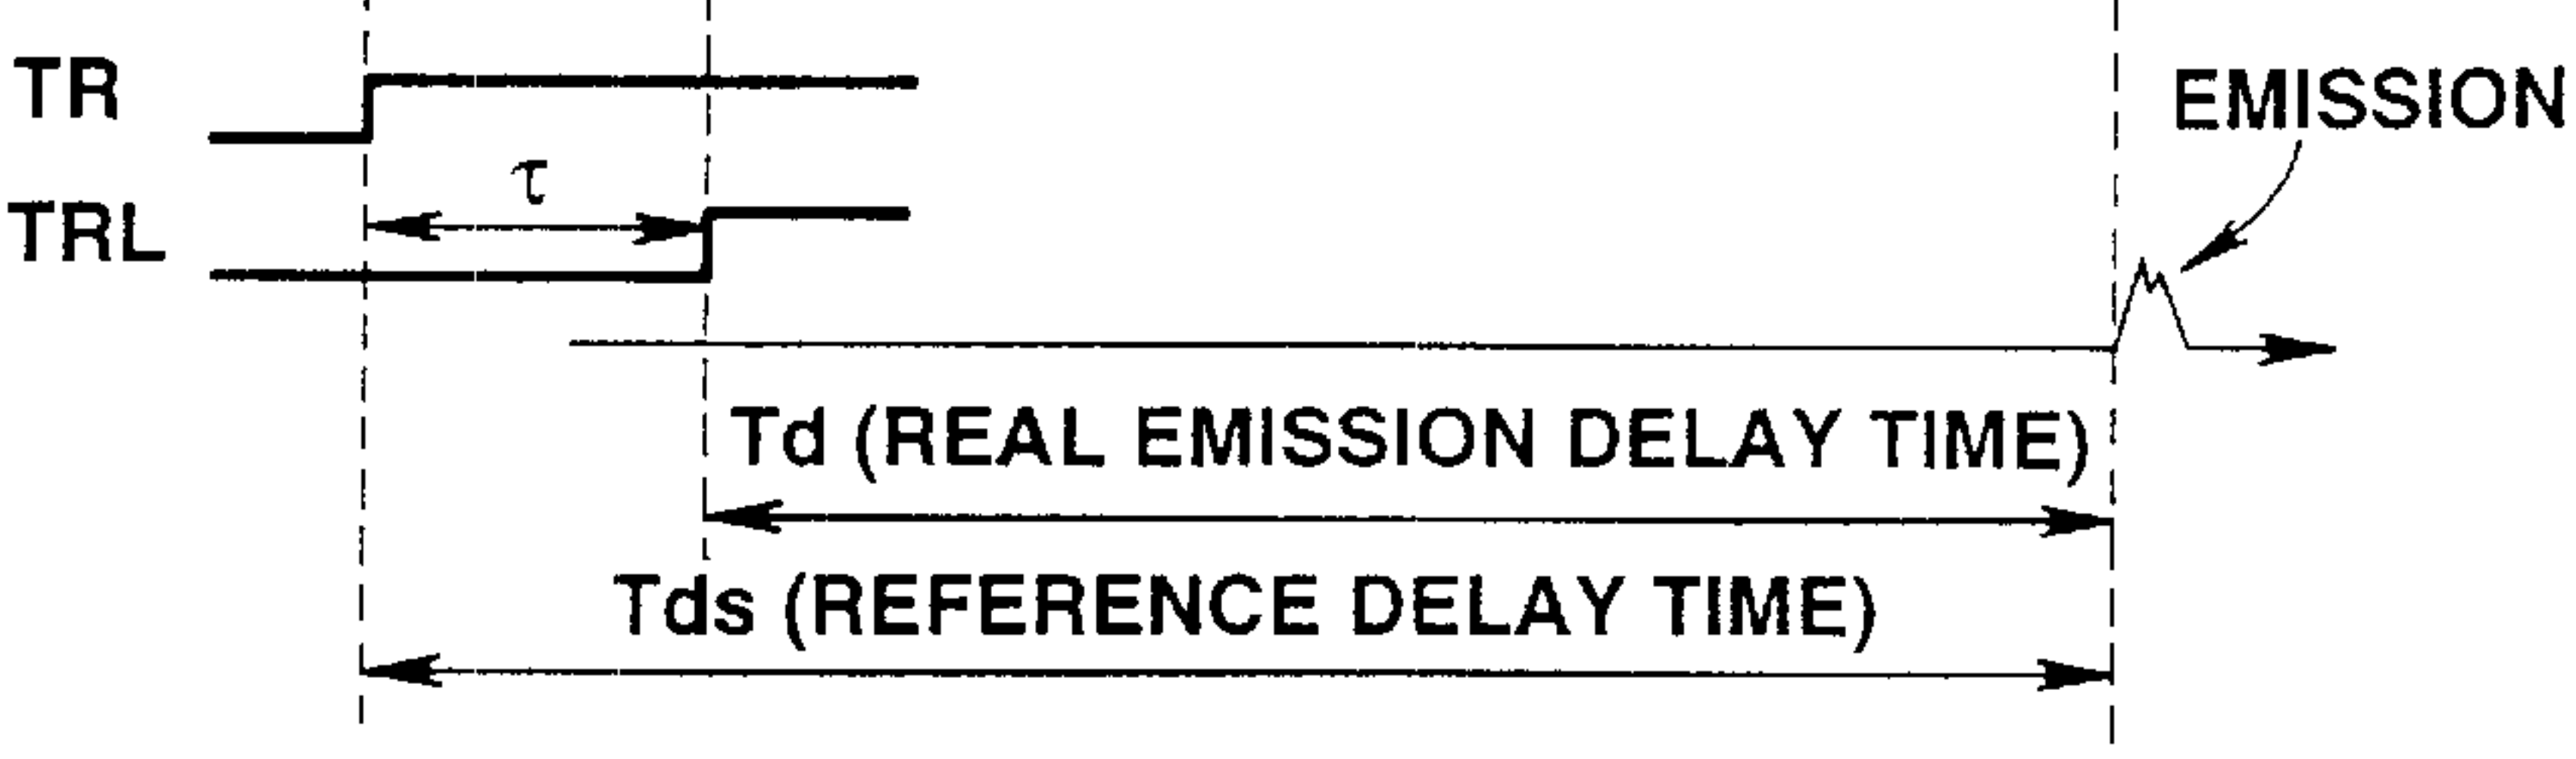 TR
EMISSION
τ
TRL
Td (REAL EMISSION DELAY TIME)
Tds (REFERENCE DELAY TIME)